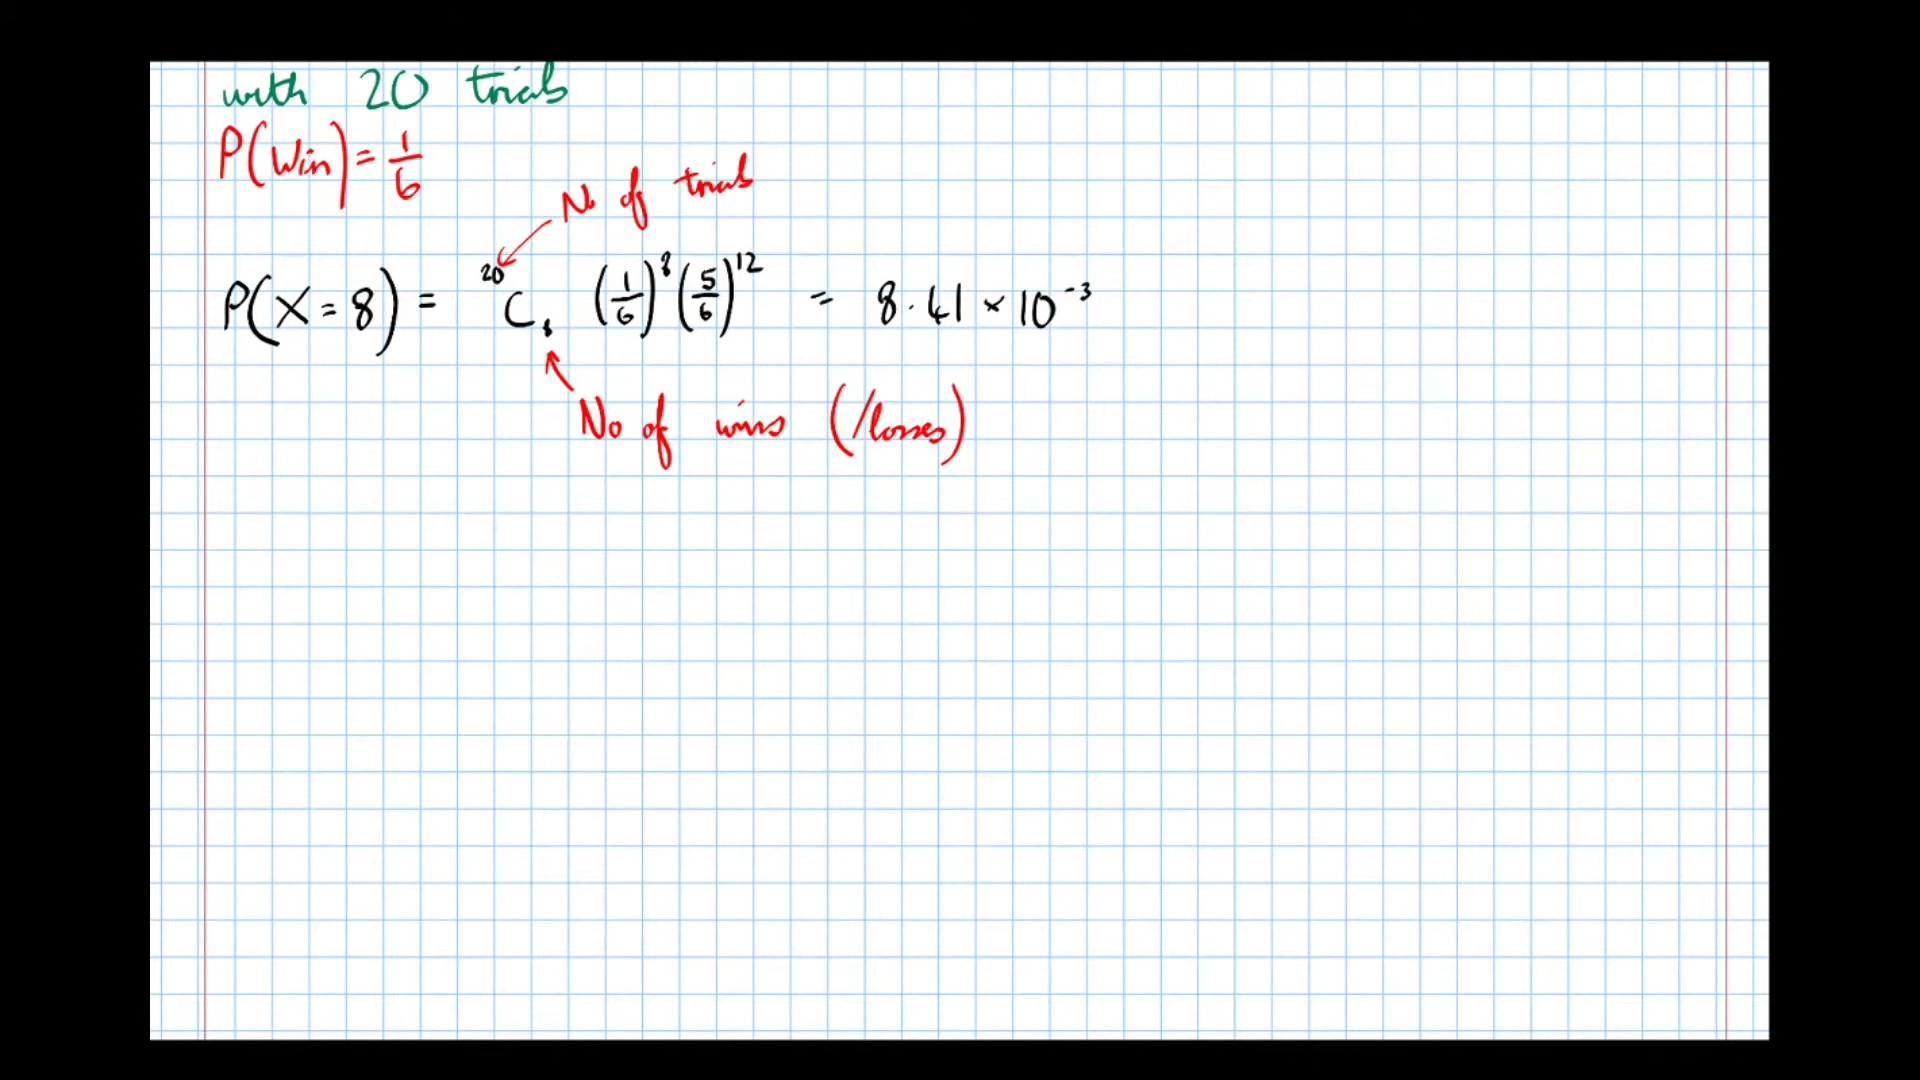 with 20 trials
P(Win) = 1/6
No of trials
P(X = 8) = ²⁰C₈ (1/6)⁸ (5/6)¹² = 8.41 × 10⁻³
No of wins (/losses)